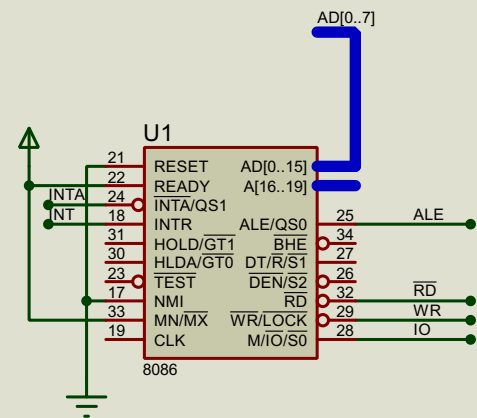 AD[0..7]
U1
21 RESET AD[0..15]
22 READY A[16..19]
INTA 24 INTA/QS1
INT 18 INTR ALE/QS0 25 ALE
31 HOLD/GT1 BHE 34
30 HLDA/GT0 DT/R/S1 27
23 TEST DEN/S2 26
17 NMI RD 32 RD
33 MN/MX WR/LOCK 29 WR
19 CLK M/IO/S0 28 IO
8086